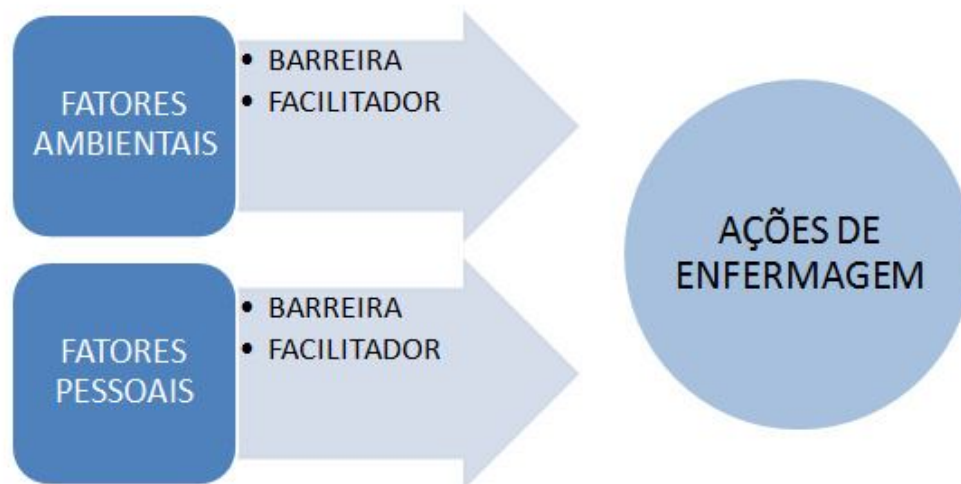 FATORES
AMBIENTAIS
• BARREIRA
• FACILITADOR
FATORES
PESSOAIS
• BARREIRA
• FACILITADOR
AÇÕES DE
ENFERMAGEM